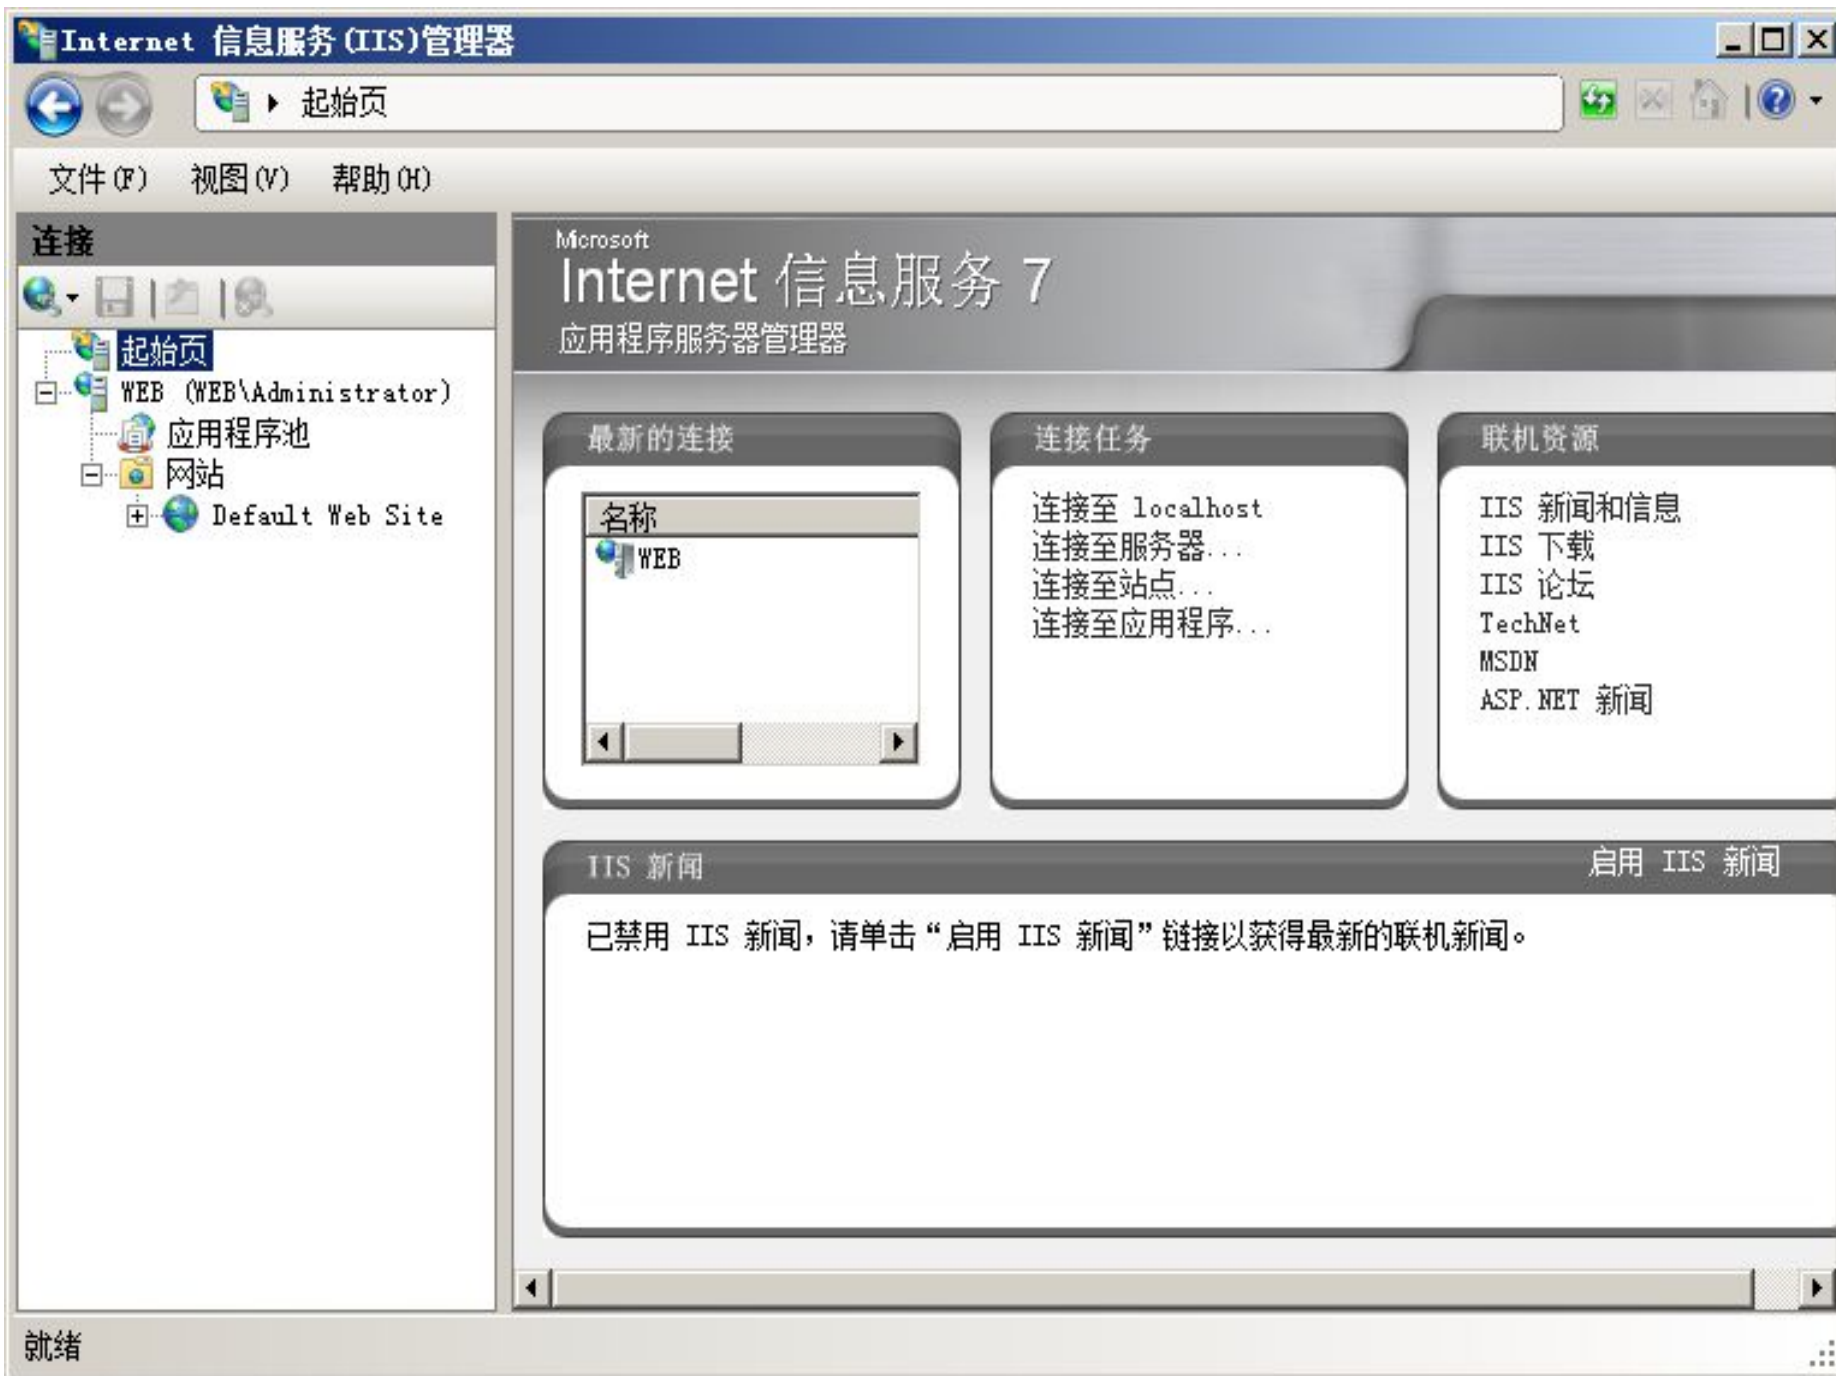 Internet 信息服务(IIS)管理器
起始页
文件(F) 视图(V) 帮助(H)
连接
起始页
WEB (WEB\Administrator)
应用程序池
网站
Default Web Site
Microsoft
Internet 信息服务 7
应用程序服务器管理器
最新的连接
名称
WEB
连接任务
连接至 localhost
连接至服务器...
连接至站点...
连接至应用程序...
联机资源
IIS 新闻和信息
IIS 下载
IIS 论坛
TechNet
MSDN
ASP.NET 新闻
IIS 新闻 启用 IIS 新闻
已禁用 IIS 新闻，请单击“启用 IIS 新闻”链接以获得最新的联机新闻。
就绪